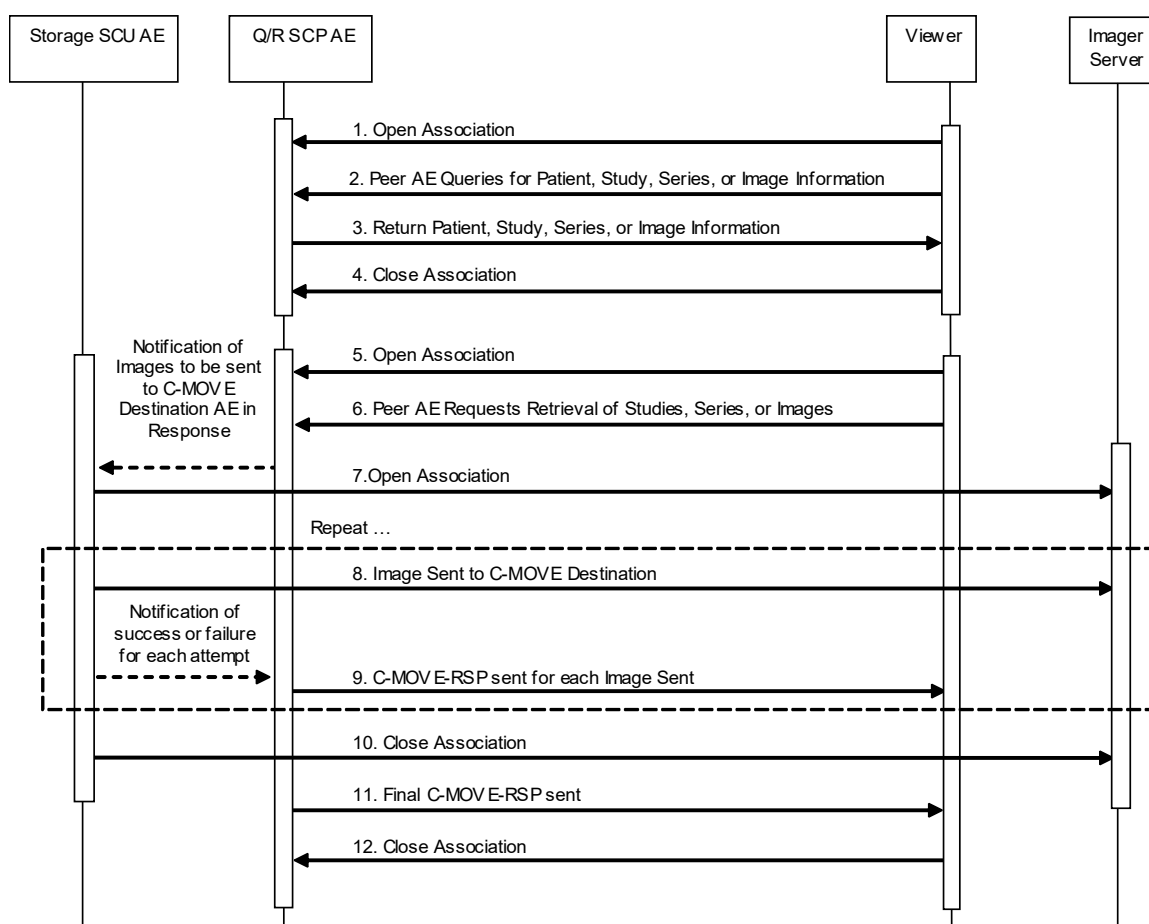 Storage SCU AE
Q/R SCP AE
Viewer
Imager
Server
1. Open Association
2. Peer AE Queries for Patient, Study, Series, or Image Information
3. Return Patient, Study, Series, or Image Information
4. Close Association
Notification of
Images to be sent
to C-MOVE
Destination AE in
Response
5. Open Association
6. Peer AE Requests Retrieval of Studies, Series, or Images
7.Open Association
Repeat …
8. Image Sent to C-MOVE Destination
Notification of
success or failure
for each attempt
9. C-MOVE-RSP sent for each Image Sent
10. Close Association
11. Final C-MOVE-RSP sent
12. Close Association